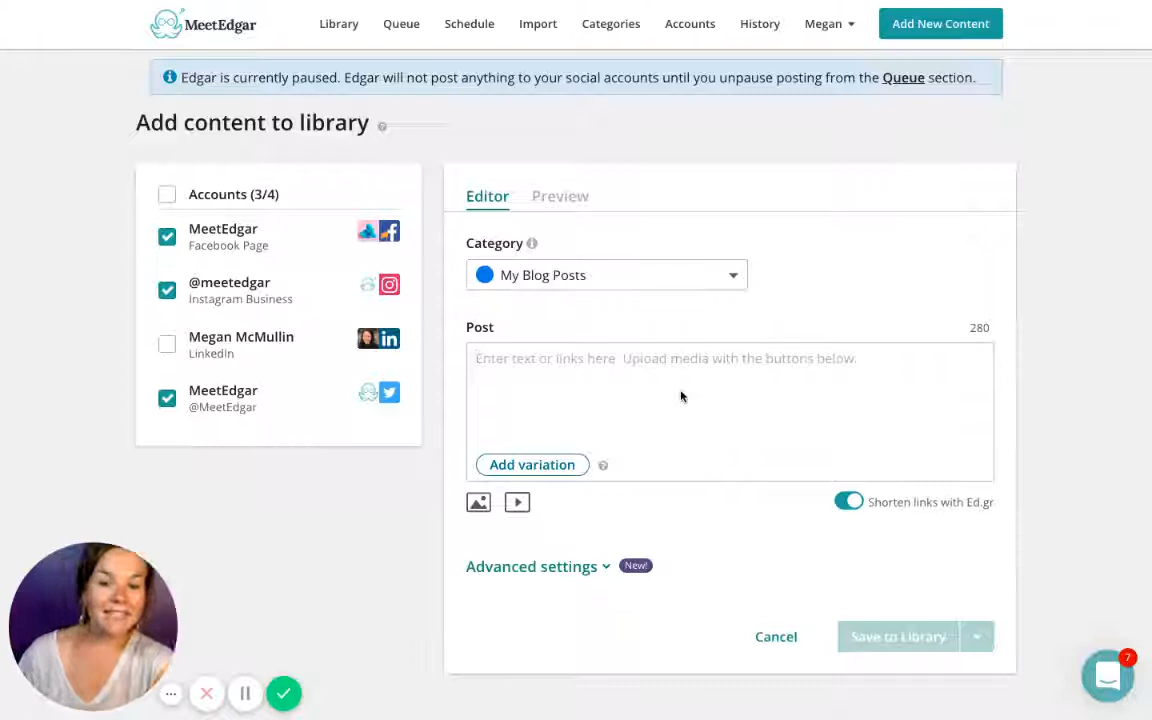 MeetEdgar
Library
Queue
Schedule
Import
Categories
Accounts
History
Megan
Add New Content
Edgar is currently paused. Edgar will not post anything to your social accounts until you unpause posting from the Queue section.
Add content to library
Accounts (3/4)
MeetEdgar
Facebook Page
@meetedgar
Instagram Business
Megan McMullin
LinkedIn
MeetEdgar
@MeetEdgar
Editor
Preview
Category
My Blog Posts
Post
280
Enter text or links here Upload media with the buttons below.
Add variation
Shorten links with Ed.gr
Advanced settings
New!
Cancel
Save to Library
7